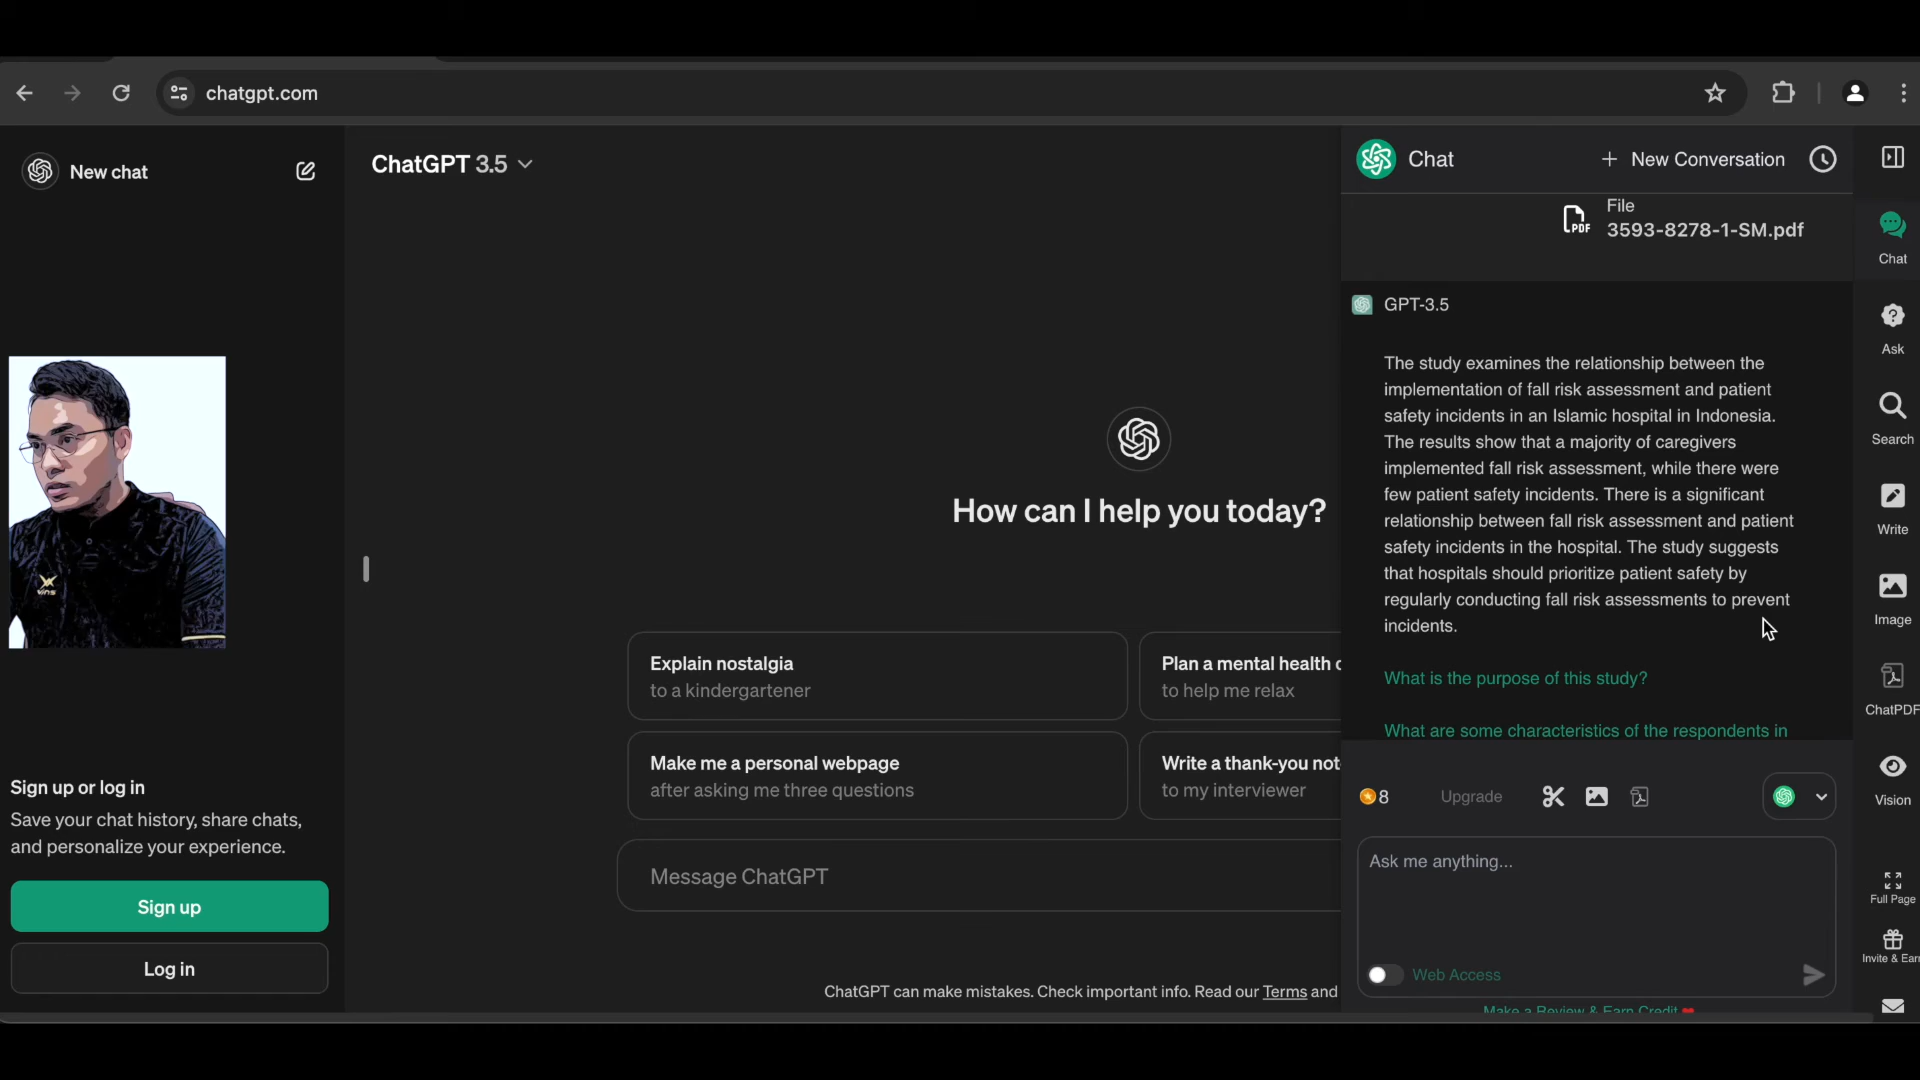 chatgpt.com
New chat
ChatGPT 3.5
Sign up or log in
Save your chat history, share chats,
and personalize your experience.
Sign up
Log in
How can I help you today?
Explain nostalgia
to a kindergartener
Plan a mental health
to help me relax
Make me a personal webpage
after asking me three questions
Write a thank-you not
to my interviewer
Message ChatGPT
ChatGPT can make mistakes. Check important info. Read our Terms and
Chat
+ New Conversation
PDF
File
3593-8278-1-SM.pdf
GPT-3.5
The study examines the relationship between the
implementation of fall risk assessment and patient
safety incidents in an Islamic hospital in Indonesia.
The results show that a majority of caregivers
implemented fall risk assessment, while there were
few patient safety incidents. There is a significant
relationship between fall risk assessment and patient
safety incidents in the hospital. The study suggests
that hospitals should prioritize patient safety by
regularly conducting fall risk assessments to prevent
incidents.
What is the purpose of this study?
What are some characteristics of the respondents in
8
Upgrade
Ask me anything...
Web Access
Make a Review & Earn Credit
Chat
Ask
Search
Write
Image
ChatPDF
Vision
Full Page
Invite & Earn